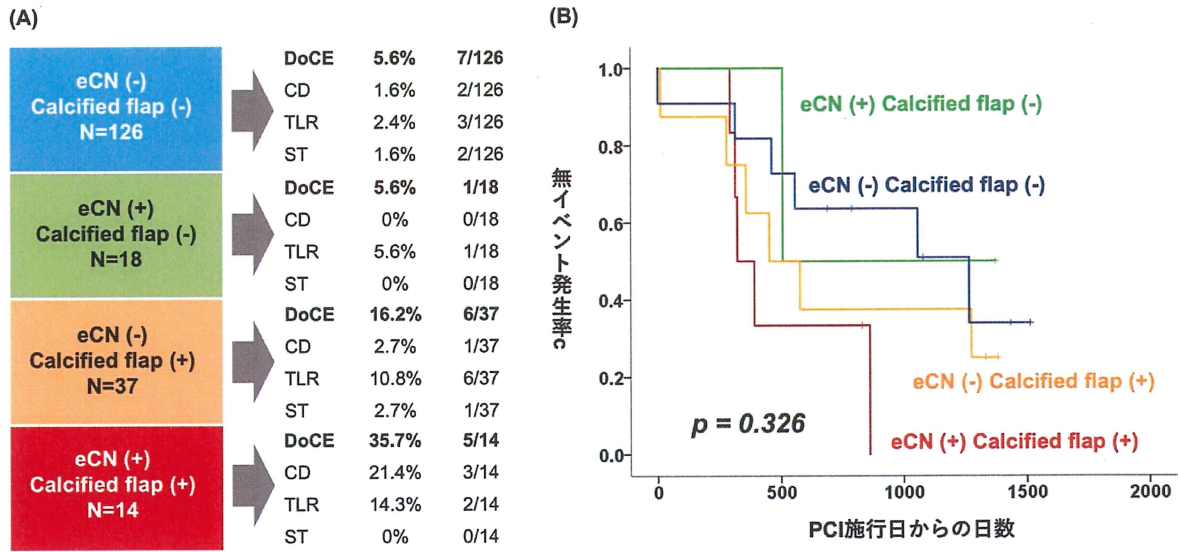 (A)
eCN (-)
Calcified flap (-)
N=126
DoCE 5.6% 7/126
CD 1.6% 2/126
TLR 2.4% 3/126
ST 1.6% 2/126
eCN (+)
Calcified flap (-)
N=18
DoCE 5.6% 1/18
CD 0% 0/18
TLR 5.6% 1/18
ST 0% 0/18
eCN (-)
Calcified flap (+)
N=37
DoCE 16.2% 6/37
CD 2.7% 1/37
TLR 10.8% 6/37
ST 2.7% 1/37
eCN (+)
Calcified flap (+)
N=14
DoCE 35.7% 5/14
CD 21.4% 3/14
TLR 14.3% 2/14
ST 0% 0/14
(B)
無イベント発生率c
1.0
0.8
0.6
0.4
0.2
0.0
eCN (+) Calcified flap (-)
eCN (-) Calcified flap (-)
eCN (-) Calcified flap (+)
eCN (+) Calcified flap (+)
p = 0.326
0 500 1000 1500 2000
PCI施行日からの日数